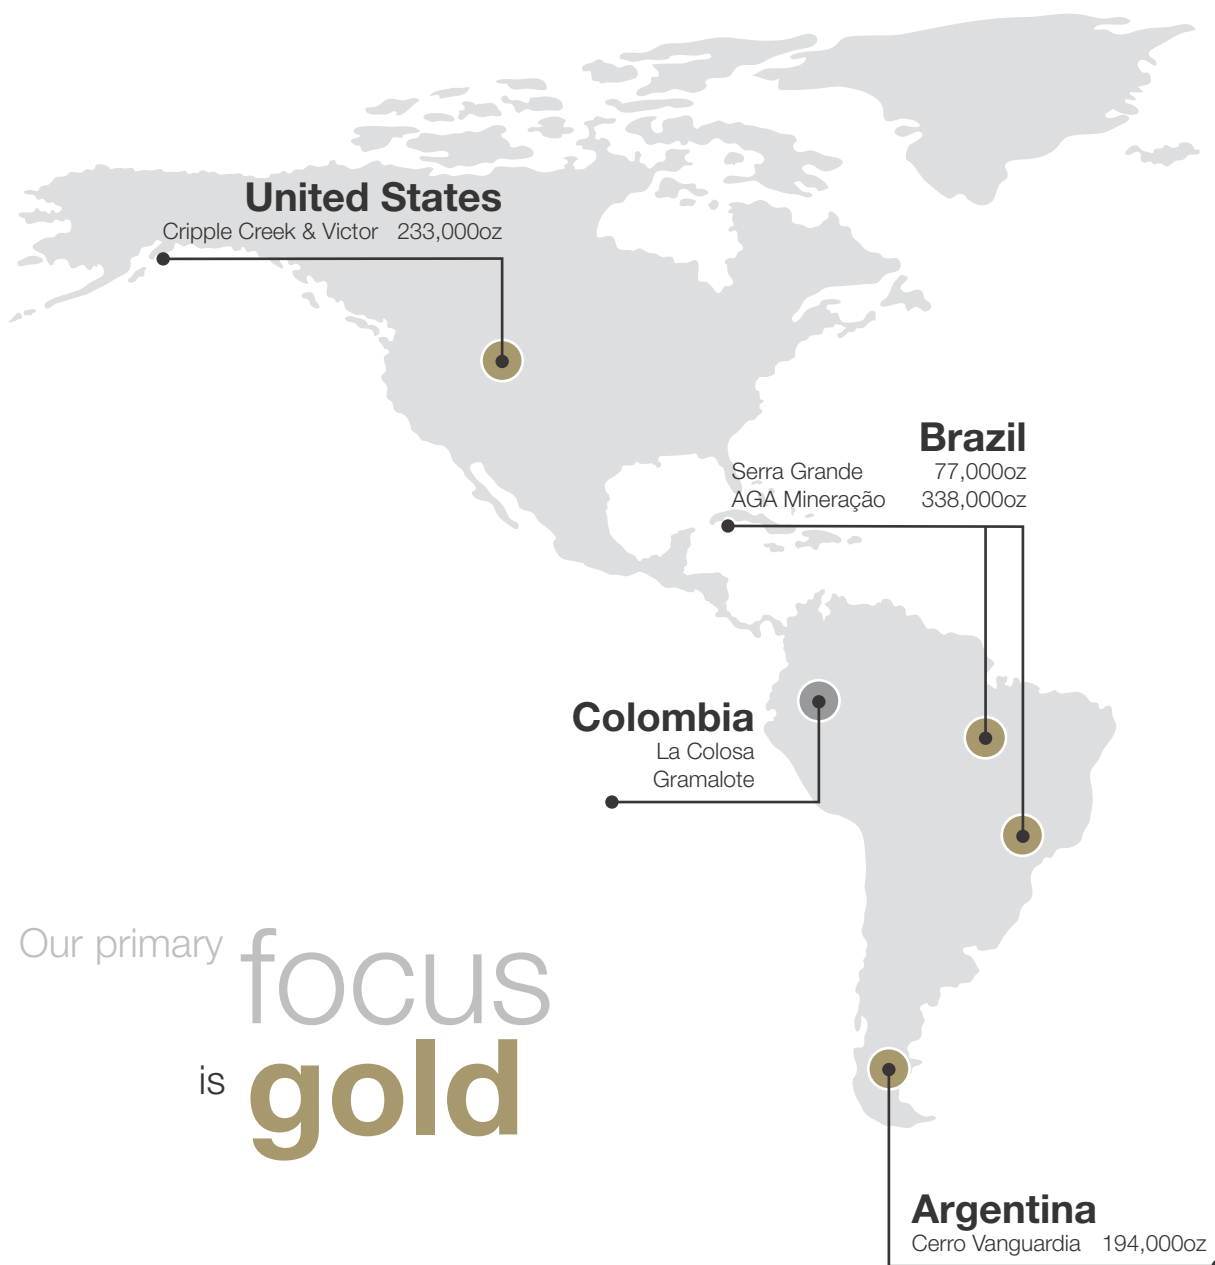 United States
Cripple Creek & Victor 233,000oz
Brazil
Serra Grande 77,000oz
AGA Mineração 338,000oz
Colombia
La Colosa
Gramalote
Our primary focus
is gold
Argentina
Cerro Vanguardia 194,000oz